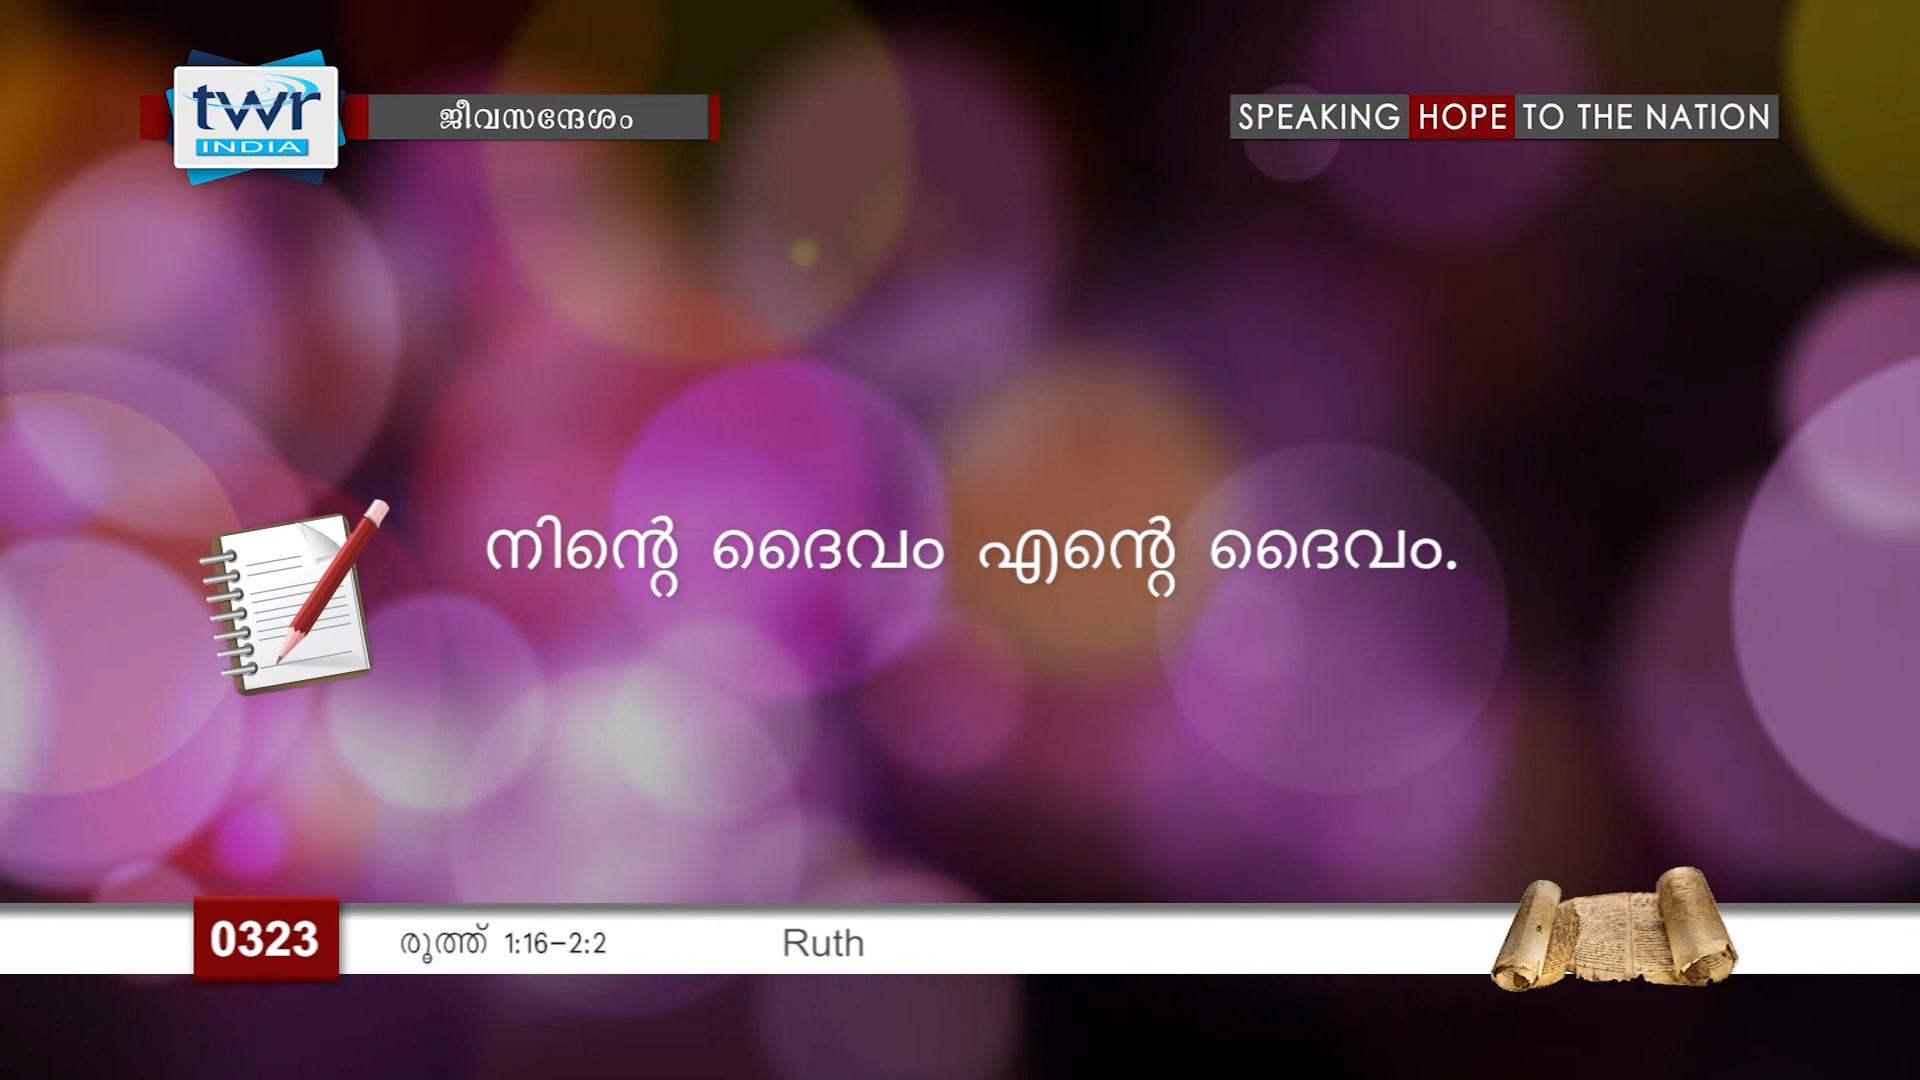 twr
INDIA
ജീവസന്ദേശം
SPEAKING HOPE TO THE NATION
നിന്റെ ദൈവം എന്റെ ദൈവം.
0323
രൂത്ത് 1:16-2:2
Ruth